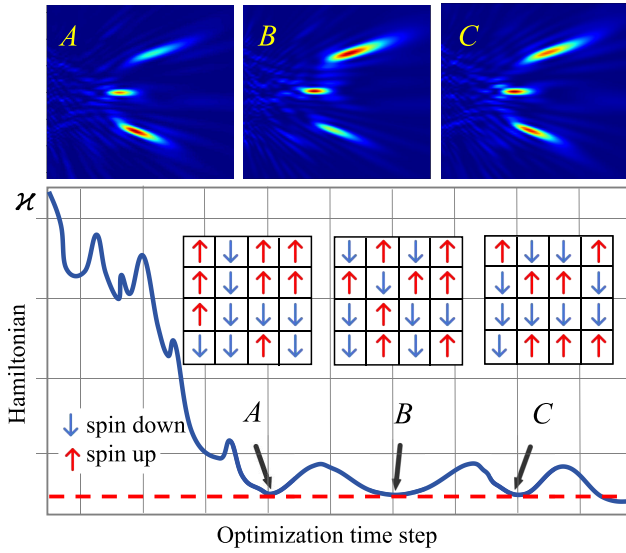 A B C
ℋ
A B C
↓ spin down
↑ spin up
Hamiltonian
Optimization time step